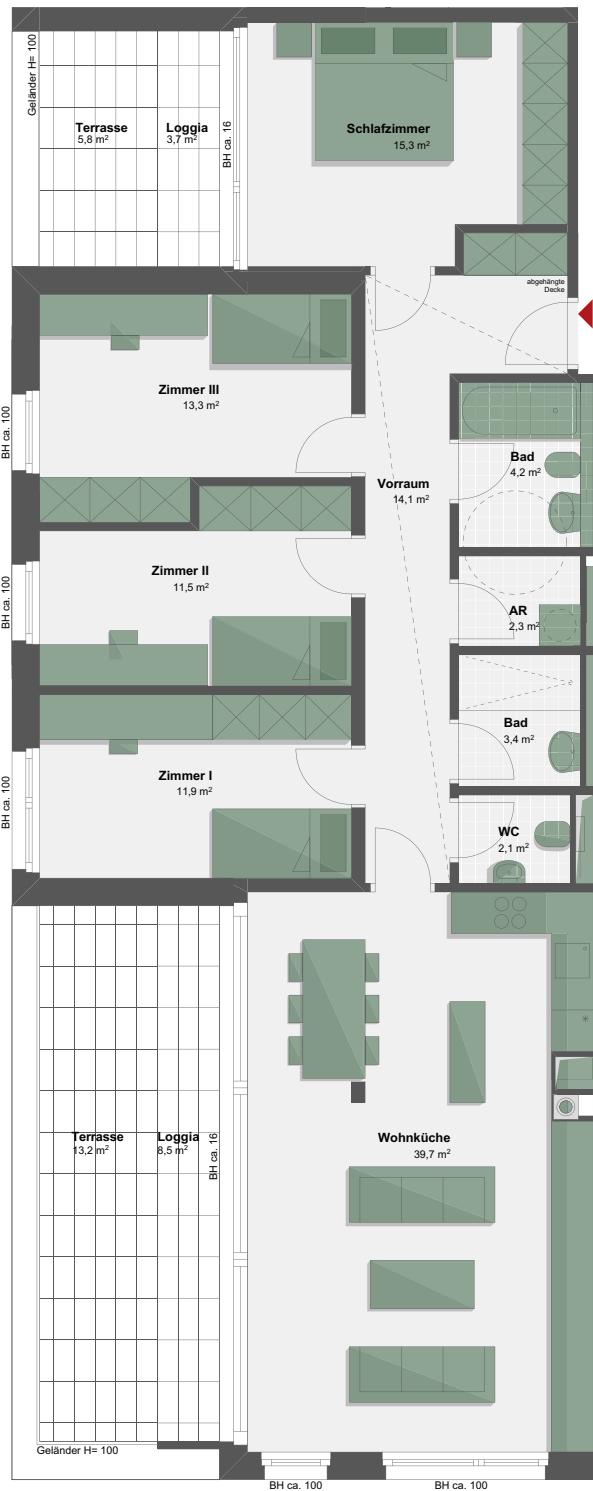 Geländer H= 100
Terrasse
5,8 m²
Loggia
3,7 m²
BH ca. 16
Schlafzimmer
15,3 m²
abgehängte
Decke
Zimmer III
13,3 m²
BH ca. 100
Vorraum
14,1 m²
Bad
4,2 m²
Zimmer II
11,5 m²
BH ca. 100
AR
2,3 m²
Bad
3,4 m²
Zimmer I
11,9 m²
BH ca. 100
WC
2,1 m²
Terrasse
13,2 m²
Loggia
8,5 m²
BH ca. 16
Wohnküche
39,7 m²
Geländer H= 100
BH ca. 100
BH ca. 100